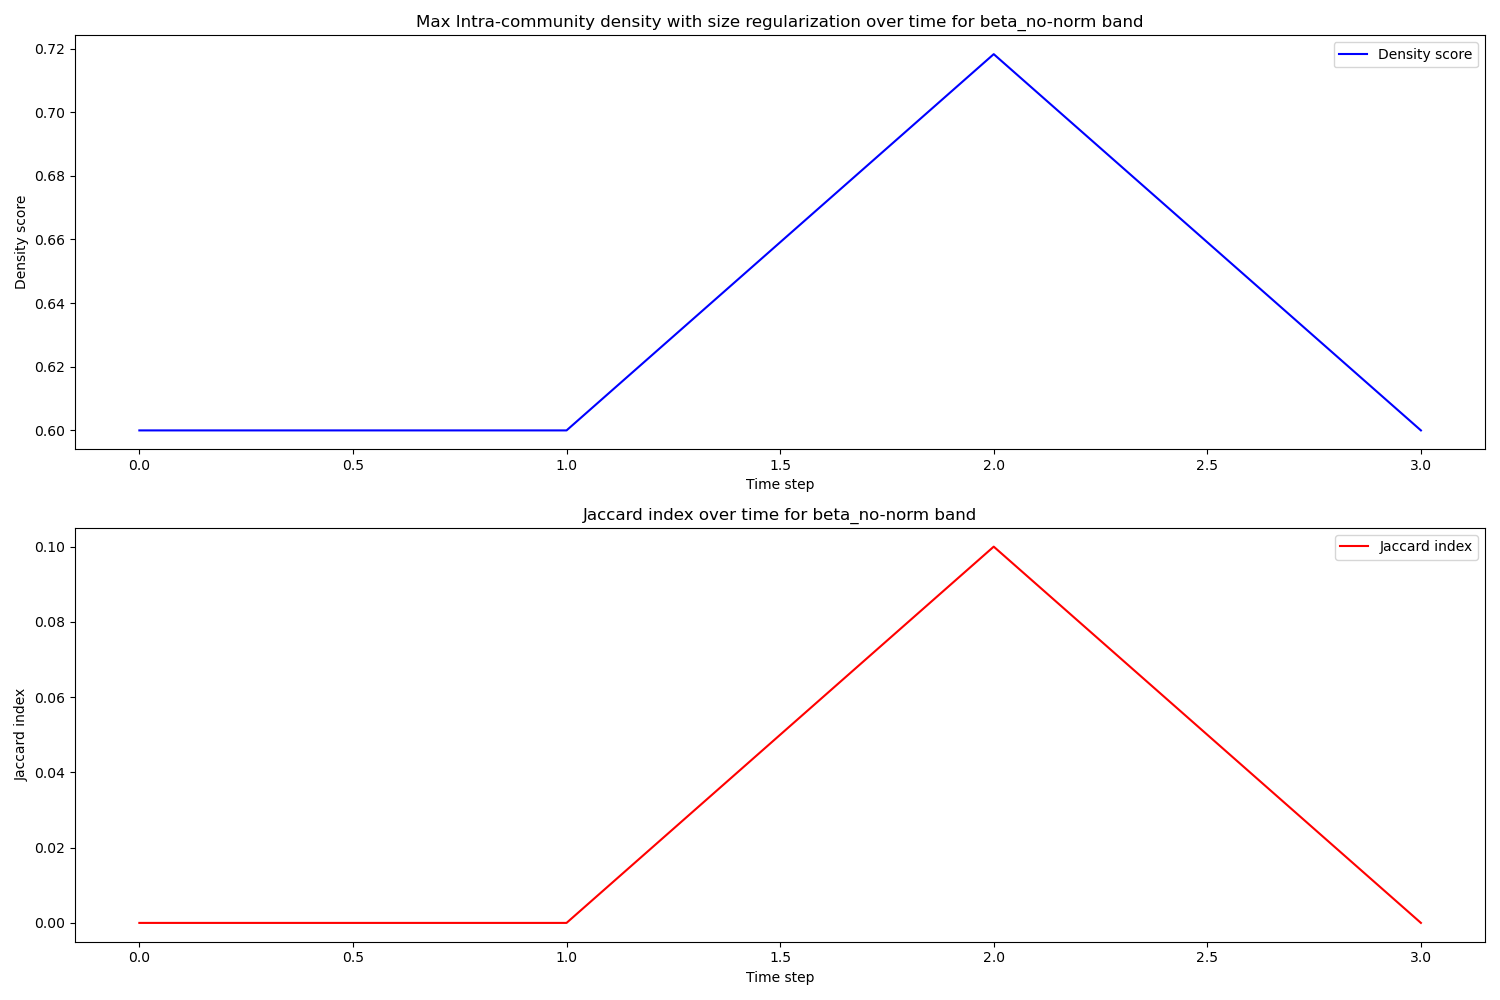 Max Intra-community density with size regularization over time for beta_no-norm band
Density score
0.72
0.70
0.68
0.66
0.64
0.62
0.60
Density score
0.0 0.5 1.0 1.5 2.0 2.5 3.0
Time step
Jaccard index over time for beta_no-norm band
Jaccard index
0.10
0.08
0.06
0.04
0.02
0.00
Jaccard index
0.0 0.5 1.0 1.5 2.0 2.5 3.0
Time step